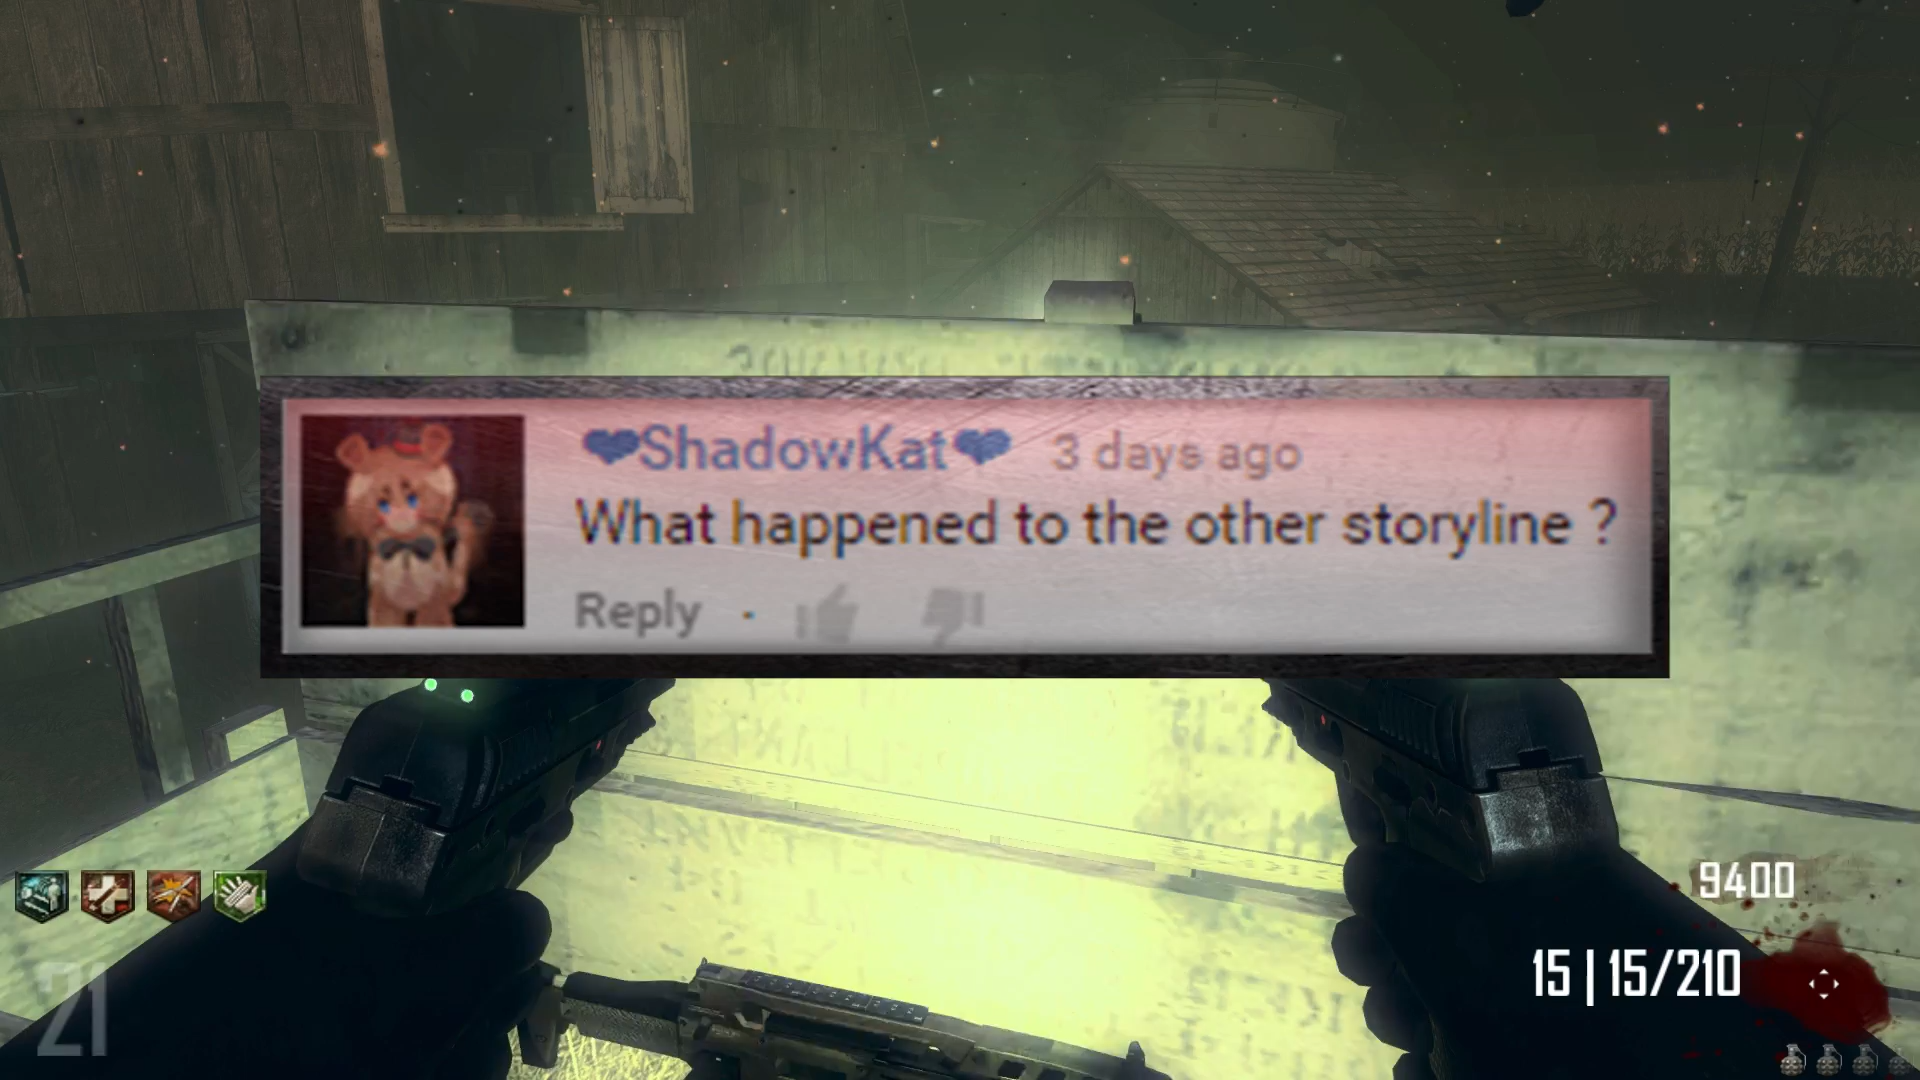 ❤ShadowKat❤ 3 days ago
What happened to the other storyline ?
Reply ·
9400
15|15/210
21